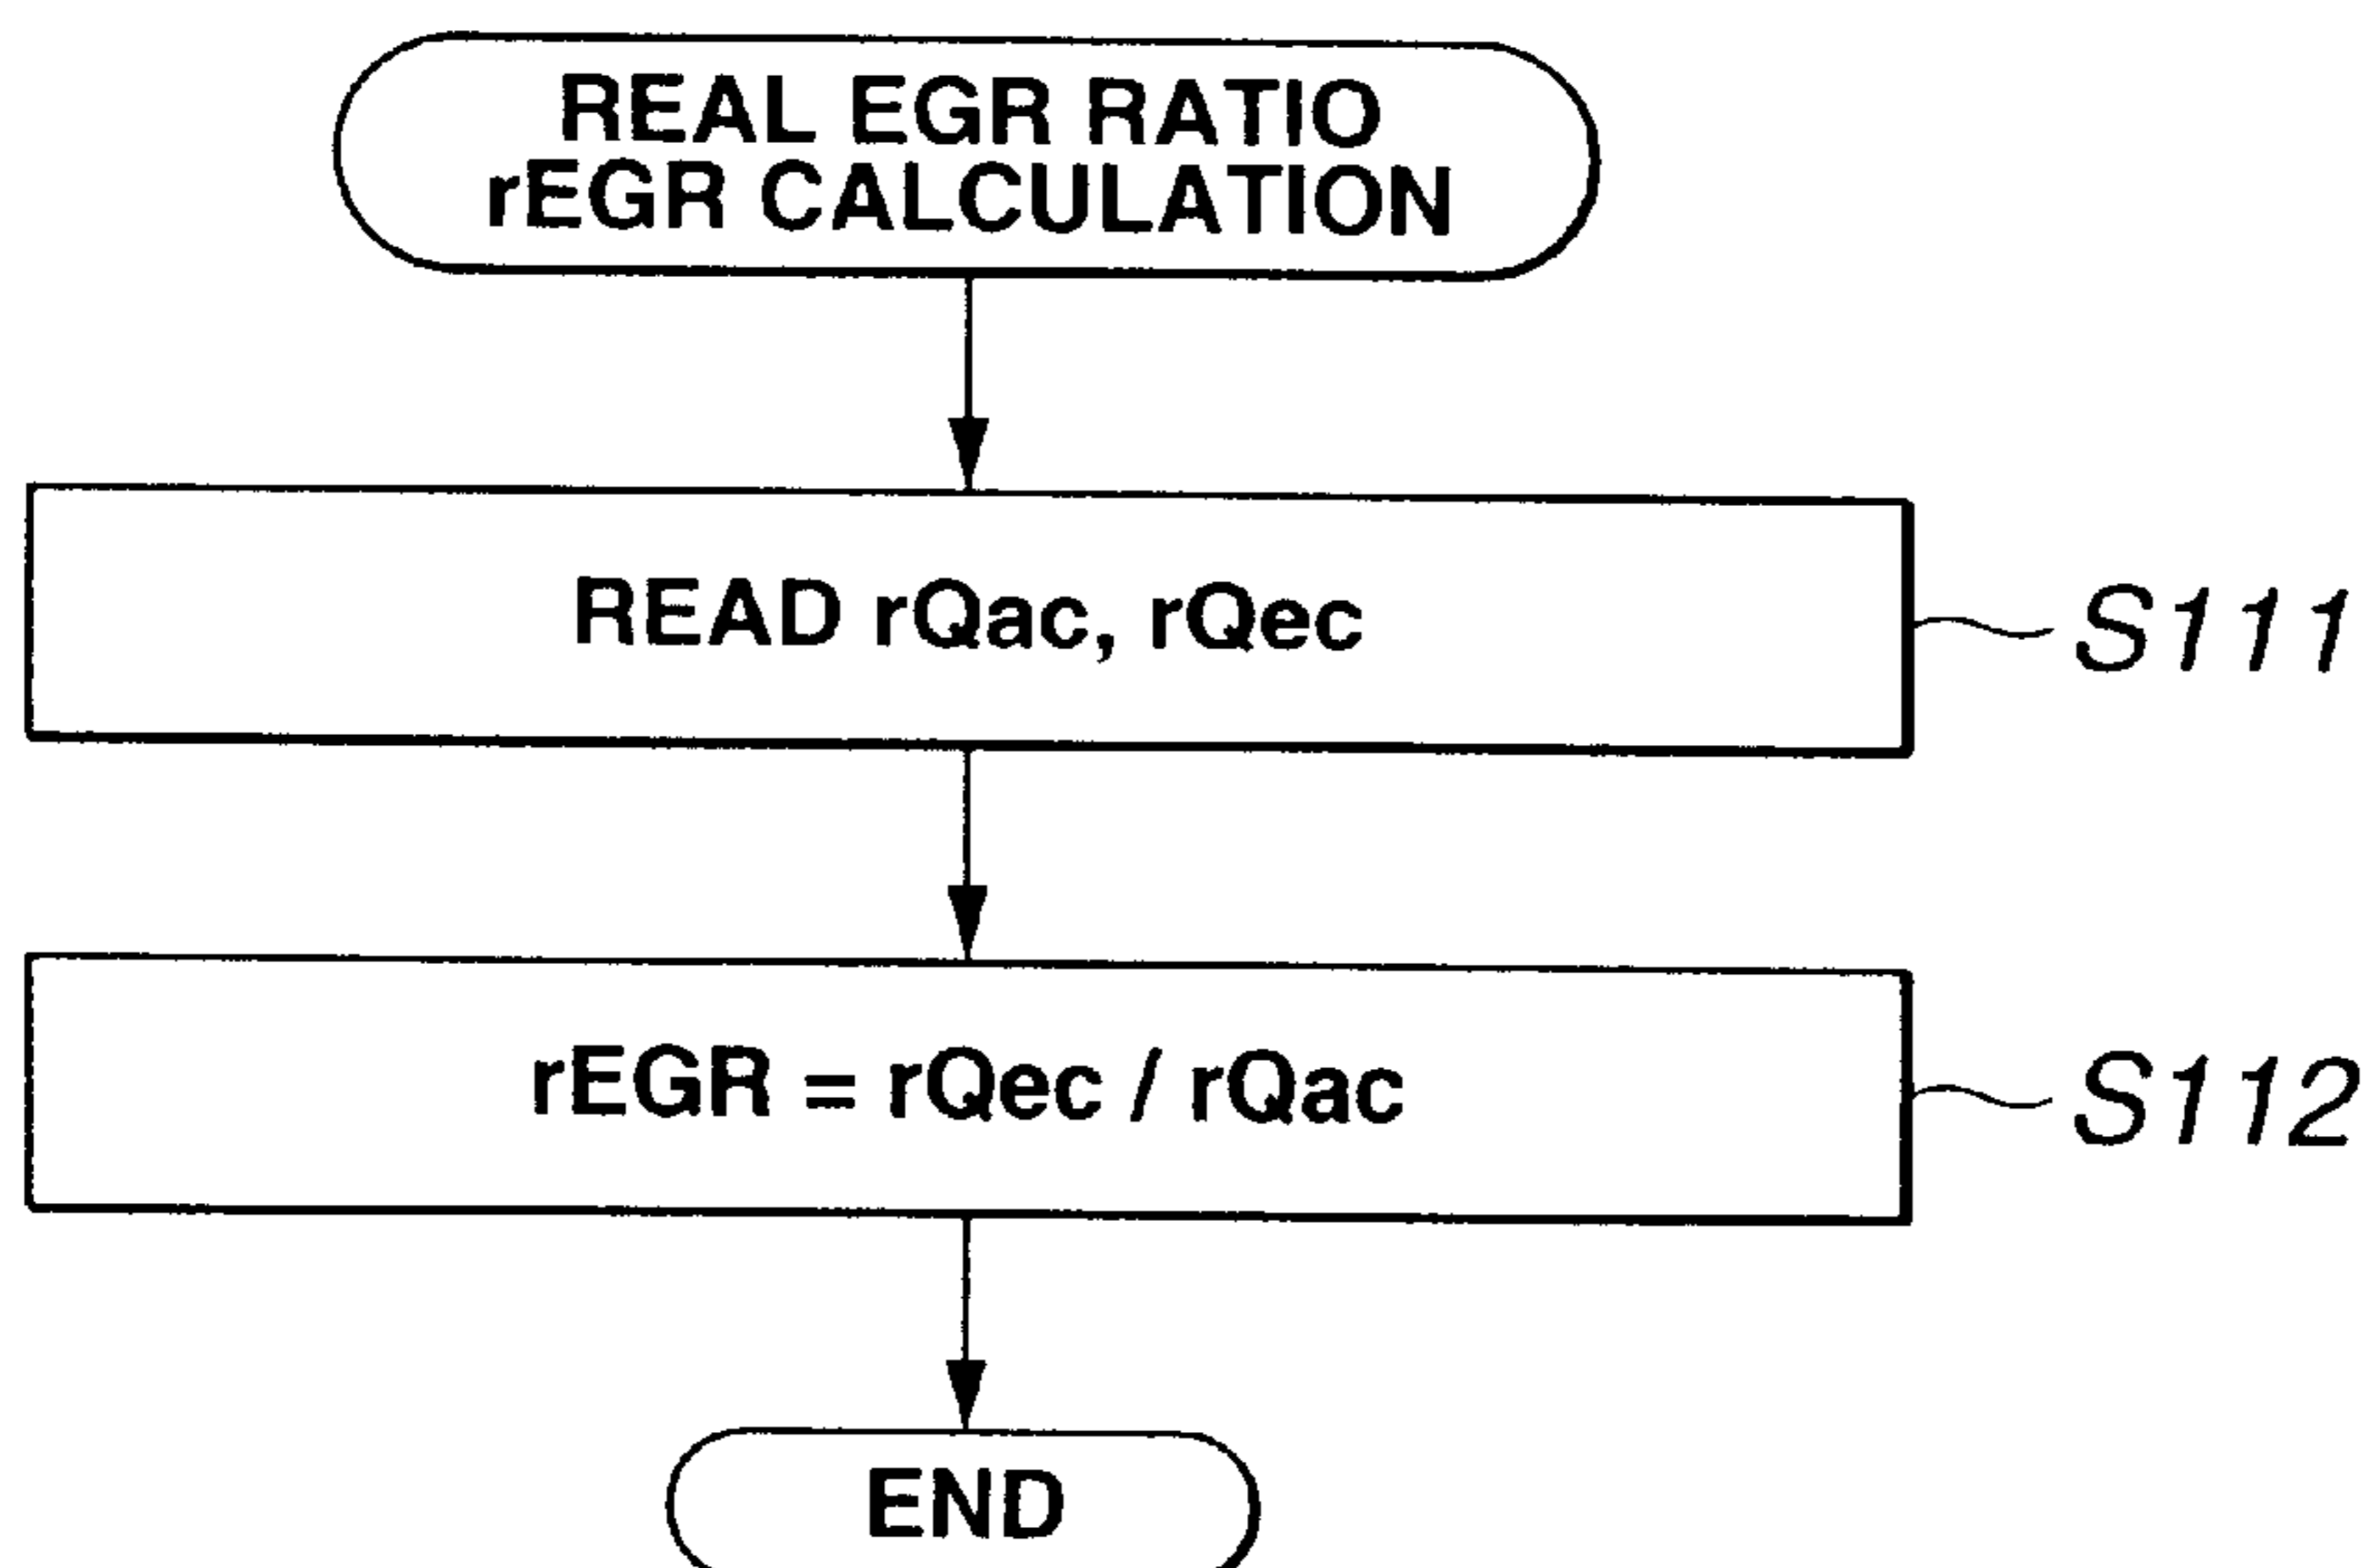 REAL EGR RATIO
rEGR CALCULATION
READ rQac, rQec
S111
rEGR = rQec / rQac
S112
END